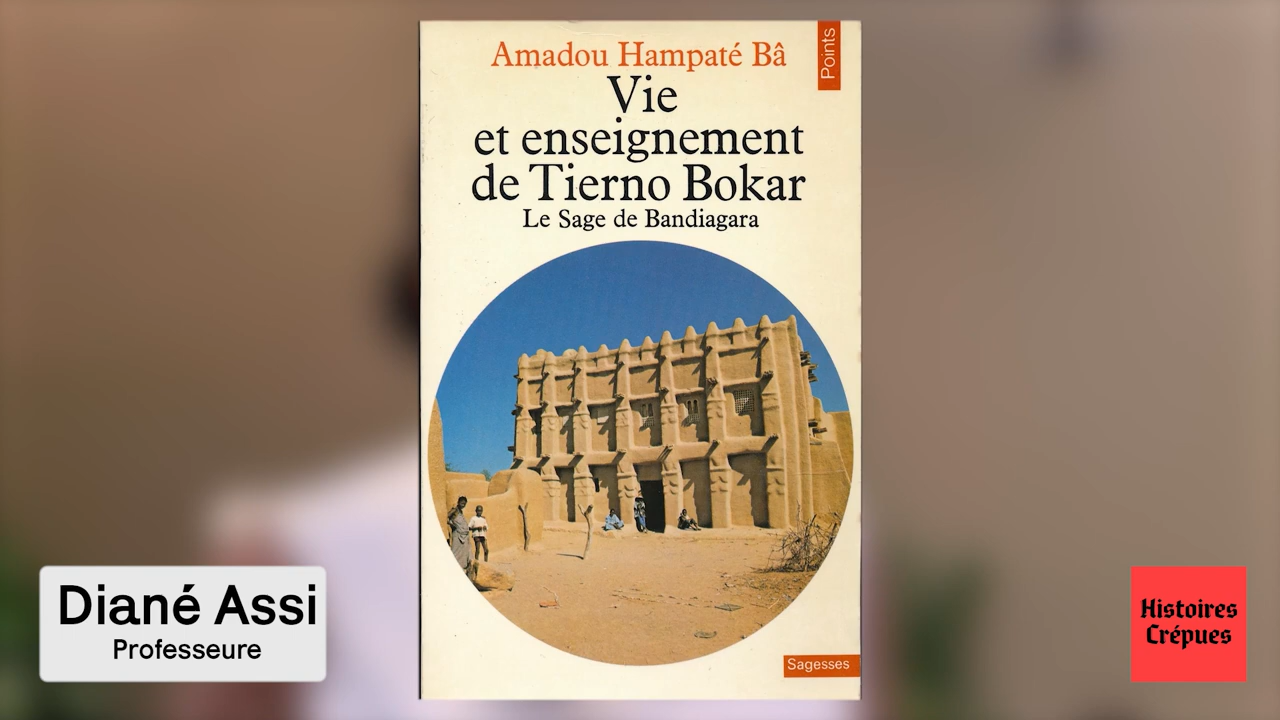 Amadou Hampaté Bâ
Points
Vie
et enseignement
de Tierno Bokar
Le Sage de Bandiagara
Sagesses
Diané Assi
Professeure
Histoires
Crépues